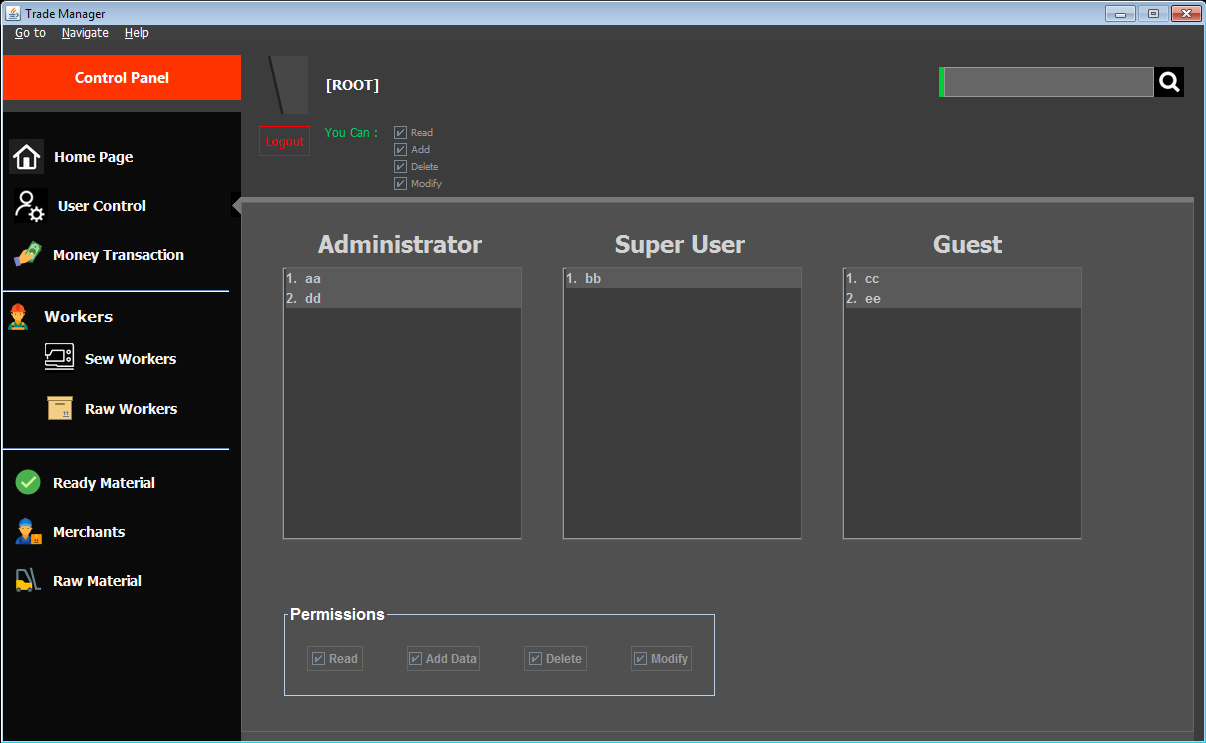 Trade Manager
Go to Navigate Help
Control Panel
[ROOT]
Logout
You Can :
Read
Add
Delete
Modify
Home Page
User Control
Money Transaction
Workers
Sew Workers
Raw Workers
Ready Material
Merchants
Raw Material
Administrator
1. aa
2. dd
Super User
1. bb
Guest
1. cc
2. ee
Permissions
Read Add Data Delete Modify